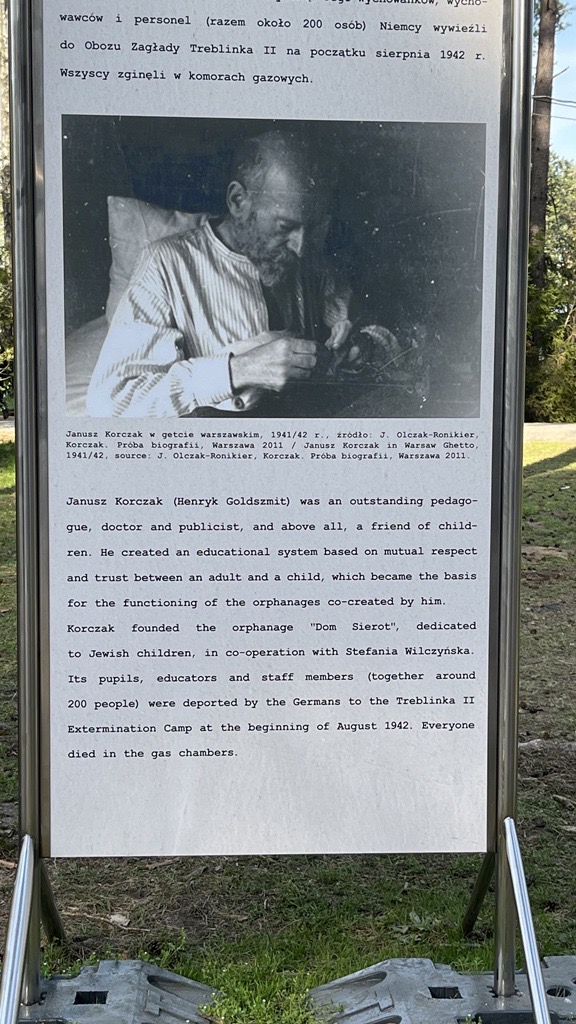 wawców i personel (razem około 200 osób) Niemcy wywieźli
do Obozu Zagłady Treblinka II na początku sierpnia 1942 r.
Wszyscy zginęli w komorach gazowych.
Janusz Korczak w getcie warszawskim, 1941/42 r., źródło: J. Olczak-Ronikier,
Korczak. Próba biografii, Warszawa 2011 / Janusz Korczak in Warsaw Ghetto,
1941/42, source: J. Olczak-Ronikier, Korczak. Próba biografii, Warszawa 2011.
Janusz Korczak (Henryk Goldszmit) was an outstanding pedago-
gue, doctor and publicist, and above all, a friend of child-
ren. He created an educational system based on mutual respect
and trust between an adult and a child, which became the basis
for the functioning of the orphanages co-created by him.
Korczak founded the orphanage "Dom Sierot", dedicated
to Jewish children, in co-operation with Stefania Wilczyńska.
Its pupils, educators and staff members (together around
200 people) were deported by the Germans to the Treblinka II
Extermination Camp at the beginning of August 1942. Everyone
died in the gas chambers.